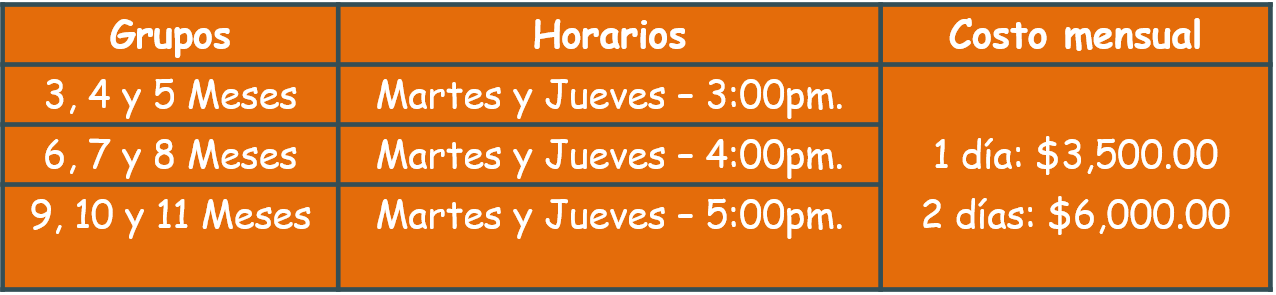 Grupos Horarios Costo mensual
3, 4 y 5 Meses Martes y Jueves – 3:00pm.
6, 7 y 8 Meses Martes y Jueves – 4:00pm. 1 día: $3,500.00
9, 10 y 11 Meses Martes y Jueves – 5:00pm. 2 días: $6,000.00